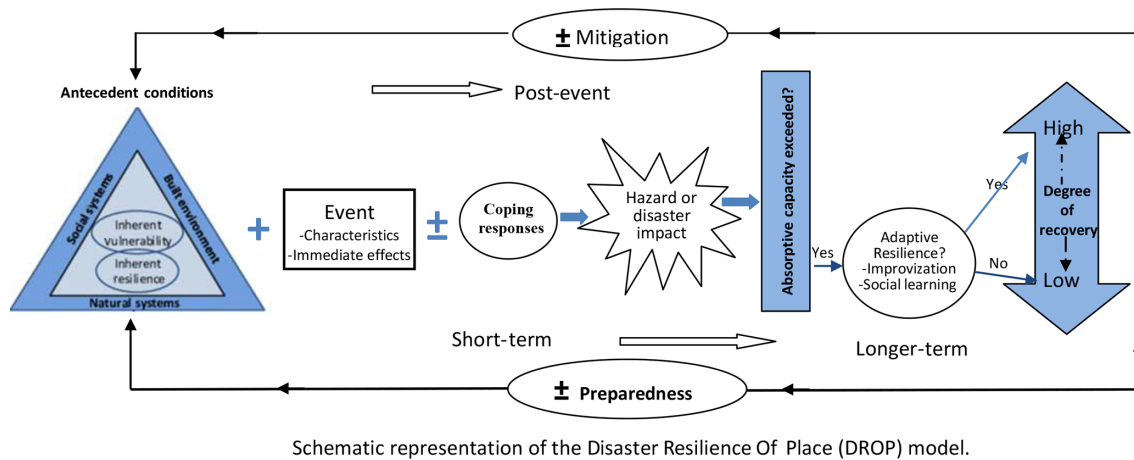 ± Mitigation
Antecedent conditions
Post-event
Social systems
Built environment
Inherent
vulnerability
Inherent
resilience
Natural systems
+
Event
-Characteristics
-Immediate effects
±
Coping
responses
Hazard or
disaster
impact
Absorptive capacity exceeded?
Yes
Adaptive
Resilience?
-Improvization
-Social learning
Yes
No
High
Degree of
recovery
Low
Short-term
Longer-term
± Preparedness
Schematic representation of the Disaster Resilience Of Place (DROP) model.